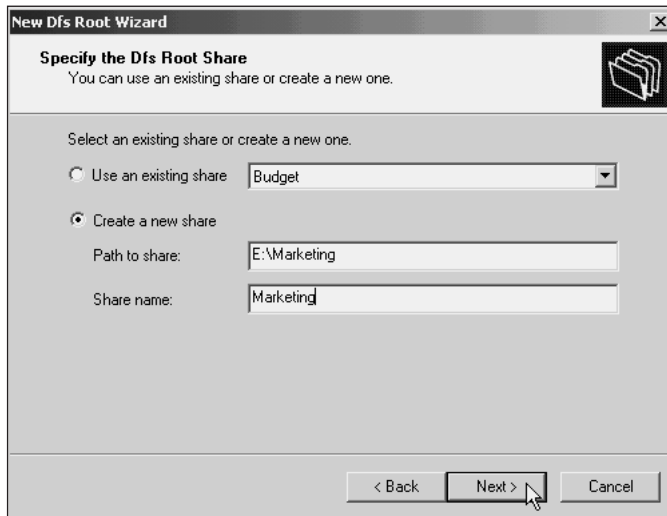 New Dfs Root Wizard
Specify the Dfs Root Share
You can use an existing share or create a new one.
Select an existing share or create a new one.
Use an existing share Budget
Create a new share
Path to share: E:\Marketing
Share name: Marketing
< Back Next > Cancel